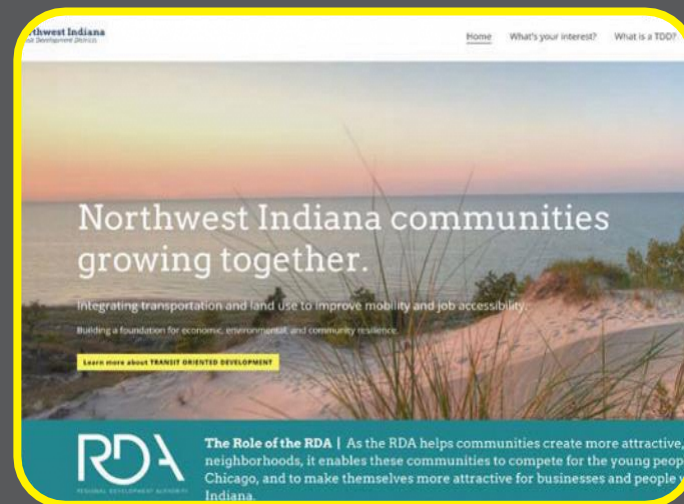 rthwest Indiana
Development Districts
Home What's your interest? What is a TDD?
Northwest Indiana communities
growing together.
Integrating transportation and land use to improve mobility and job accessibility.
Building a foundation for economic, environmental, and community resilience.
Learn more about TRANSIT ORIENTED DEVELOPMENT
RDA
REGIONAL DEVELOPMENT AUTHORITY
The Role of the RDA | As the RDA helps communities create more attractive,
neighborhoods, it enables these communities to compete for the young peop
Chicago, and to make themselves more attractive for businesses and people
Indiana.